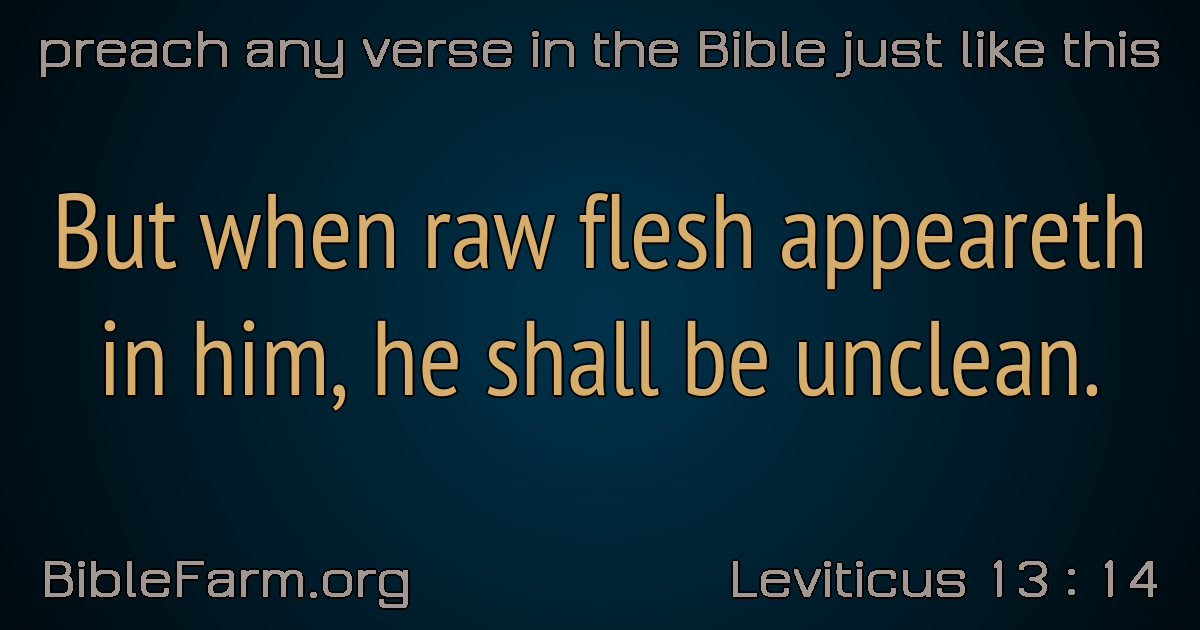 preach any verse in the Bible just like this
But when raw flesh appeareth
in him, he shall be unclean.
BibleFarm.org
Leviticus 13 : 14